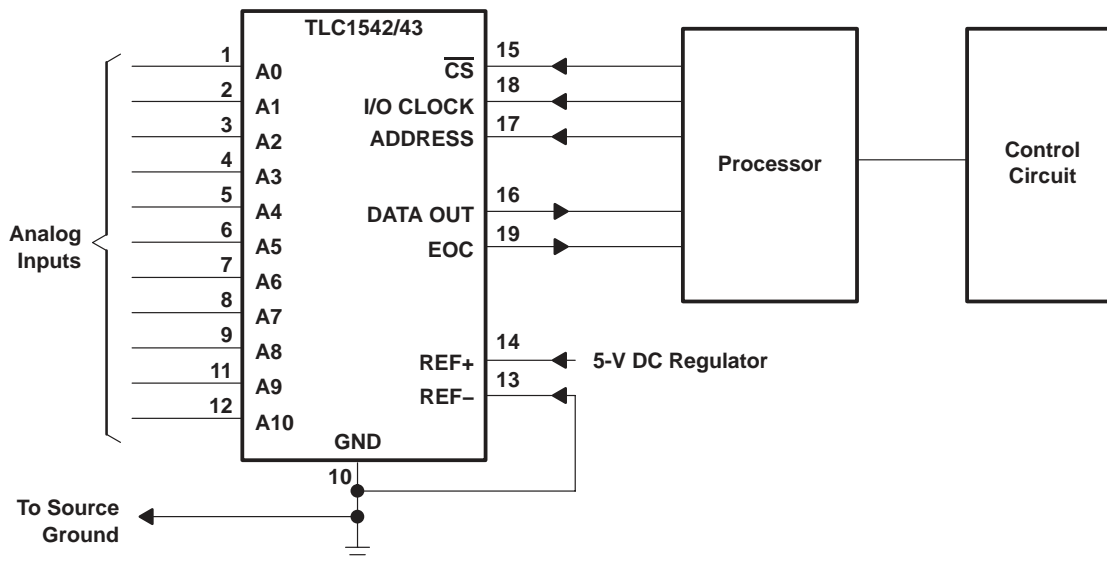 TLC1542/43
1
A0
2
A1
3
A2
4
A3
5
A4
6
A5
7
A6
8
A7
9
A8
11
A9
12
A10
Analog
Inputs
15
CS
18
I/O CLOCK
17
ADDRESS
16
DATA OUT
19
EOC
14
REF+
5-V DC Regulator
13
REF–
GND
10
To Source
Ground
Processor
Control
Circuit